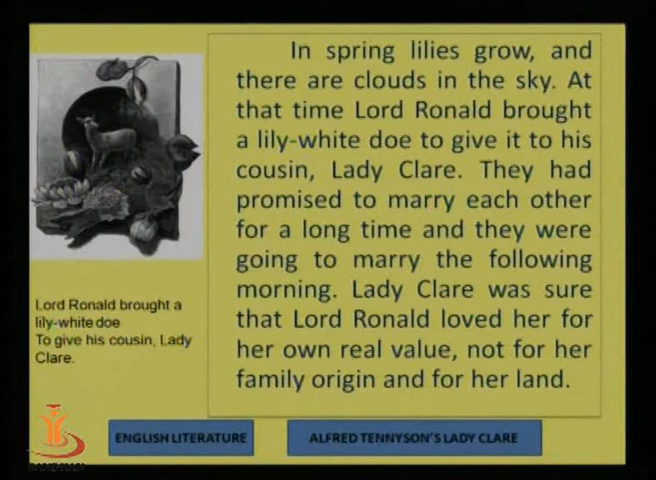 In spring lilies grow, and
there are clouds in the sky. At
that time Lord Ronald brought
a lily-white doe to give it to his
cousin, Lady Clare. They had
promised to marry each other
for a long time and they were
going to marry the following
morning. Lady Clare was sure
that Lord Ronald loved her for
her own real value, not for her
family origin and for her land.
Lord Ronald brought a
lily-white doe
To give his cousin, Lady
Clare.
ENGLISH LITERATURE
ALFRED TENNYSON'S LADY CLARE